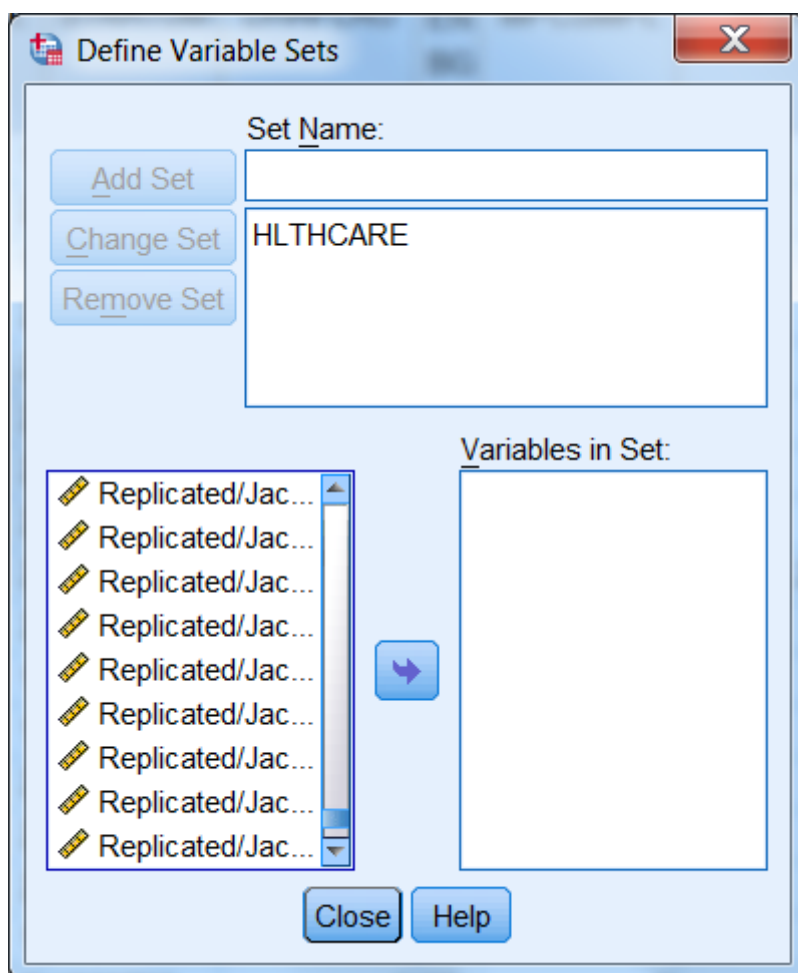 Define Variable Sets
Set Name:
Add Set
Change Set
HLTHCARE
Remove Set
Variables in Set:
Replicated/Jac...
Replicated/Jac...
Replicated/Jac...
Replicated/Jac...
Replicated/Jac...
Replicated/Jac...
Replicated/Jac...
Replicated/Jac...
Replicated/Jac...
Close Help